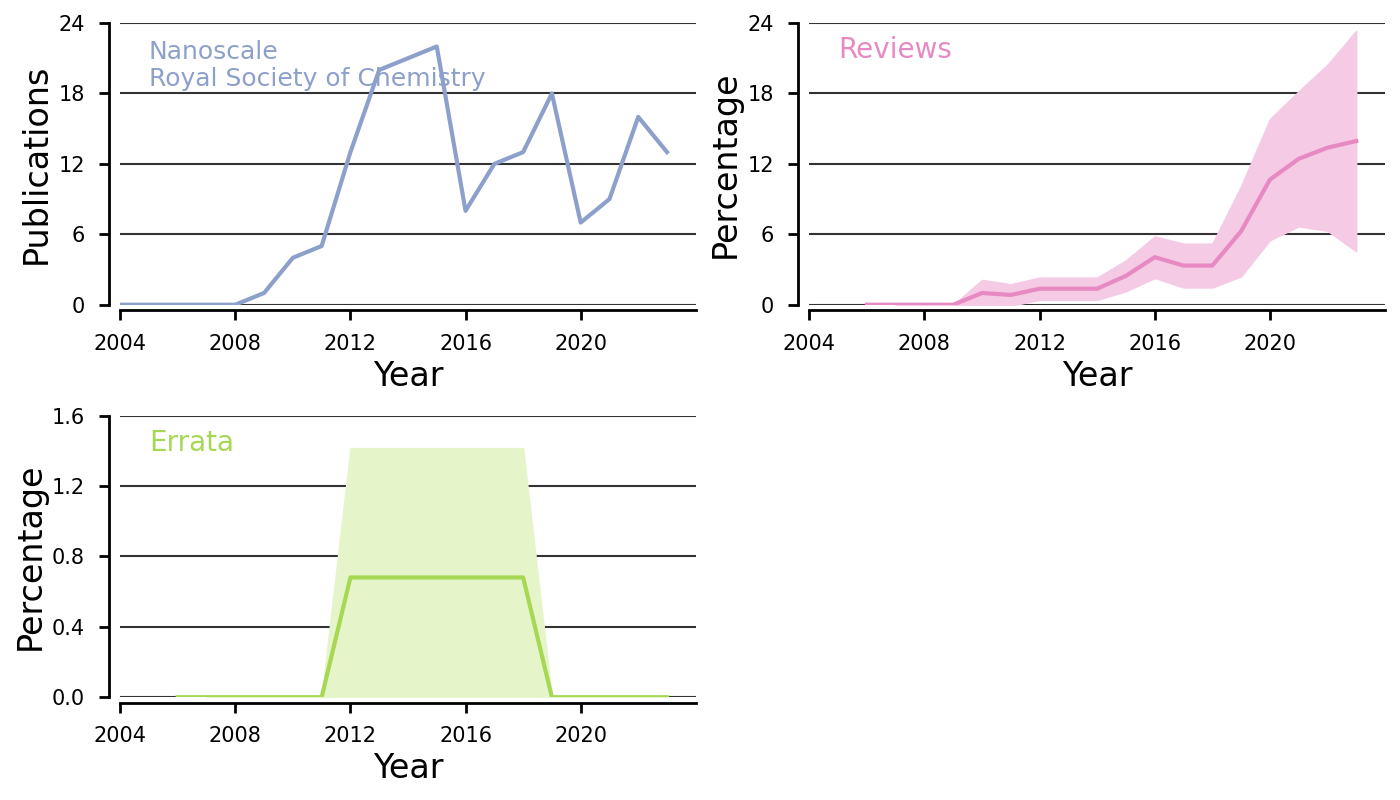 24
18
12
6
0
Publications
Nanoscale
Royal Society of Chemistry
2004 2008 2012 2016 2020
Year
24
18
12
6
0
Percentage
Reviews
2004 2008 2012 2016 2020
Year
1.6
1.2
0.8
0.4
0.0
Percentage
Errata
2004 2008 2012 2016 2020
Year